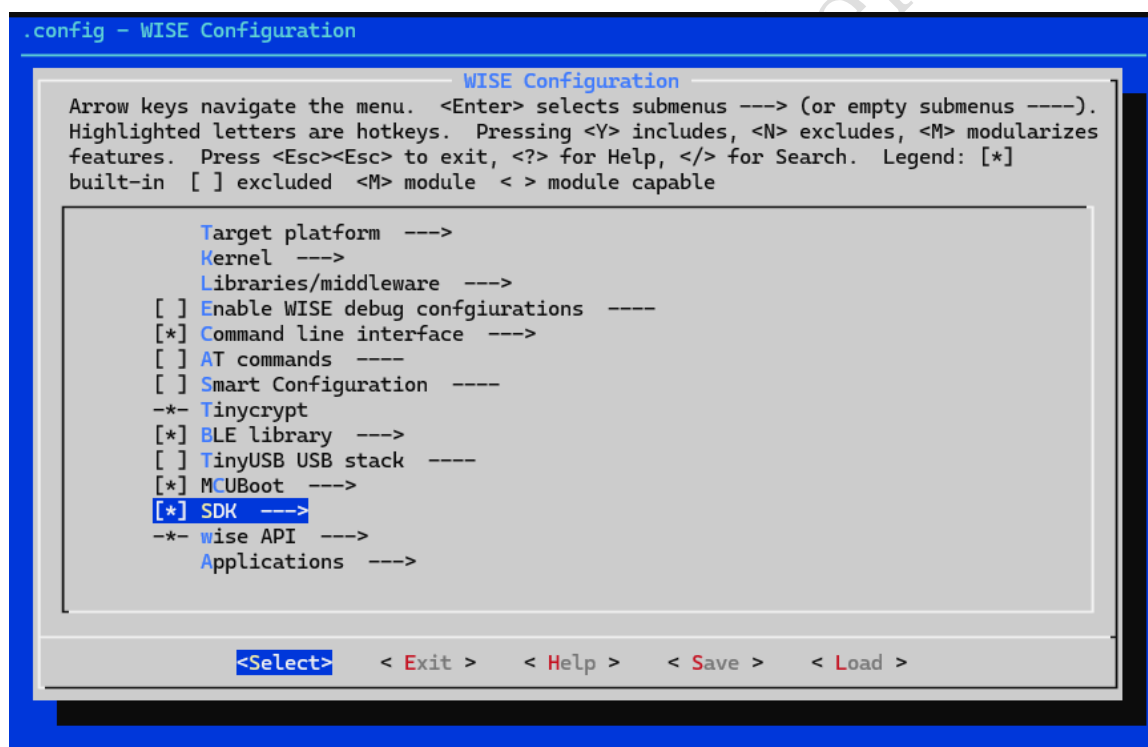 .config - WISE Configuration
WISE Configuration
Arrow keys navigate the menu.  <Enter> selects submenus ---> (or empty submenus ----).
Highlighted letters are hotkeys.  Pressing <Y> includes, <N> excludes, <M> modularizes
features.  Press <Esc><Esc> to exit, <?> for Help, </> for Search.  Legend: [*]
built-in  [ ] excluded  <M> module  < > module capable
Target platform  --->
Kernel  --->
Libraries/middleware  --->
[ ] Enable WISE debug confgiurations  ----
[*] Command line interface  --->
[ ] AT commands  ----
[ ] Smart Configuration  ----
-*- Tinycrypt
[*] BLE library  --->
[ ] TinyUSB USB stack  ----
[*] MCUBoot  --->
[*] SDK  --->
-*- wise API  --->
Applications  --->
<Select>    < Exit >    < Help >    < Save >    < Load >